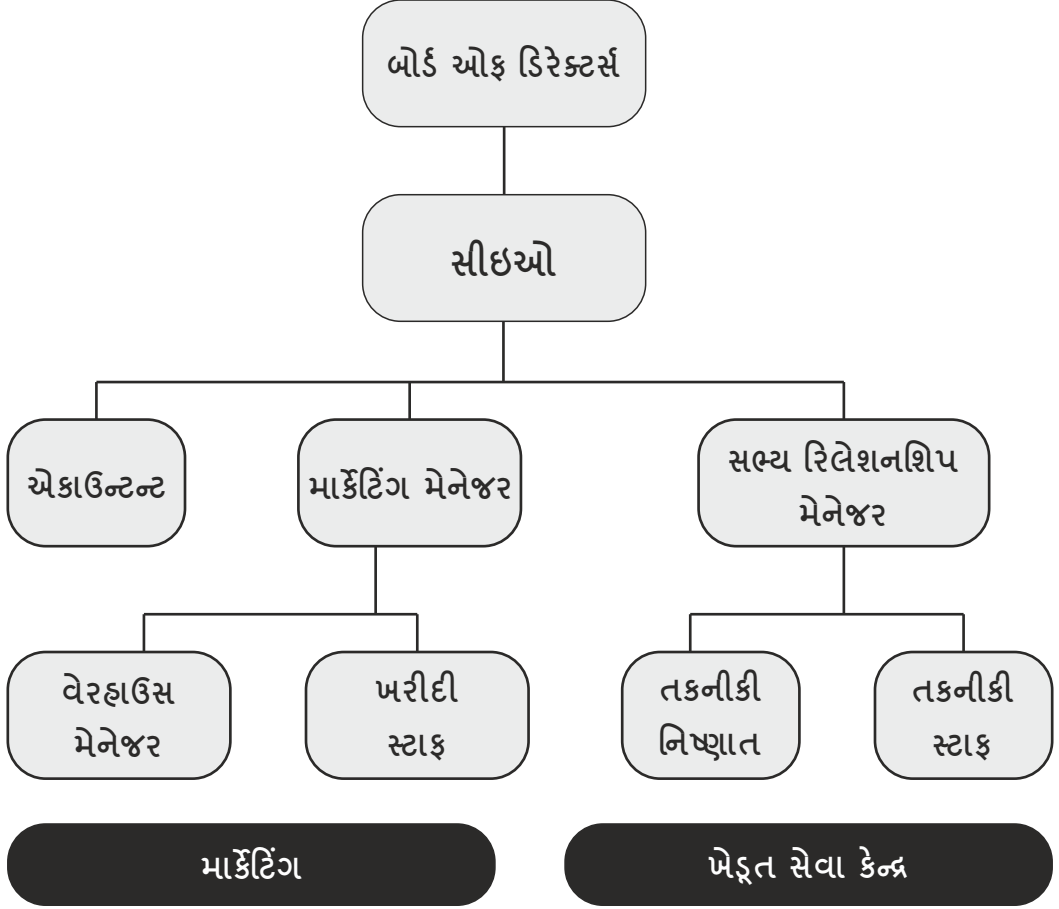 બોર્ડ ઓફ ડિરેક્ટર્સ
સીઇઓ
એકાઉન્ટન્ટ
માર્કેટિંગ મેનેજર
સભ્ય રિલેશનશિપ
મેનેજર
વેરહાઉસ
મેનેજર
ખરીદી
સ્ટાફ
તકનીકી
નિષ્ણાત
તકનીકી
સ્ટાફ
માર્કેટિંગ
ખેડૂત સેવા કેન્દ્ર